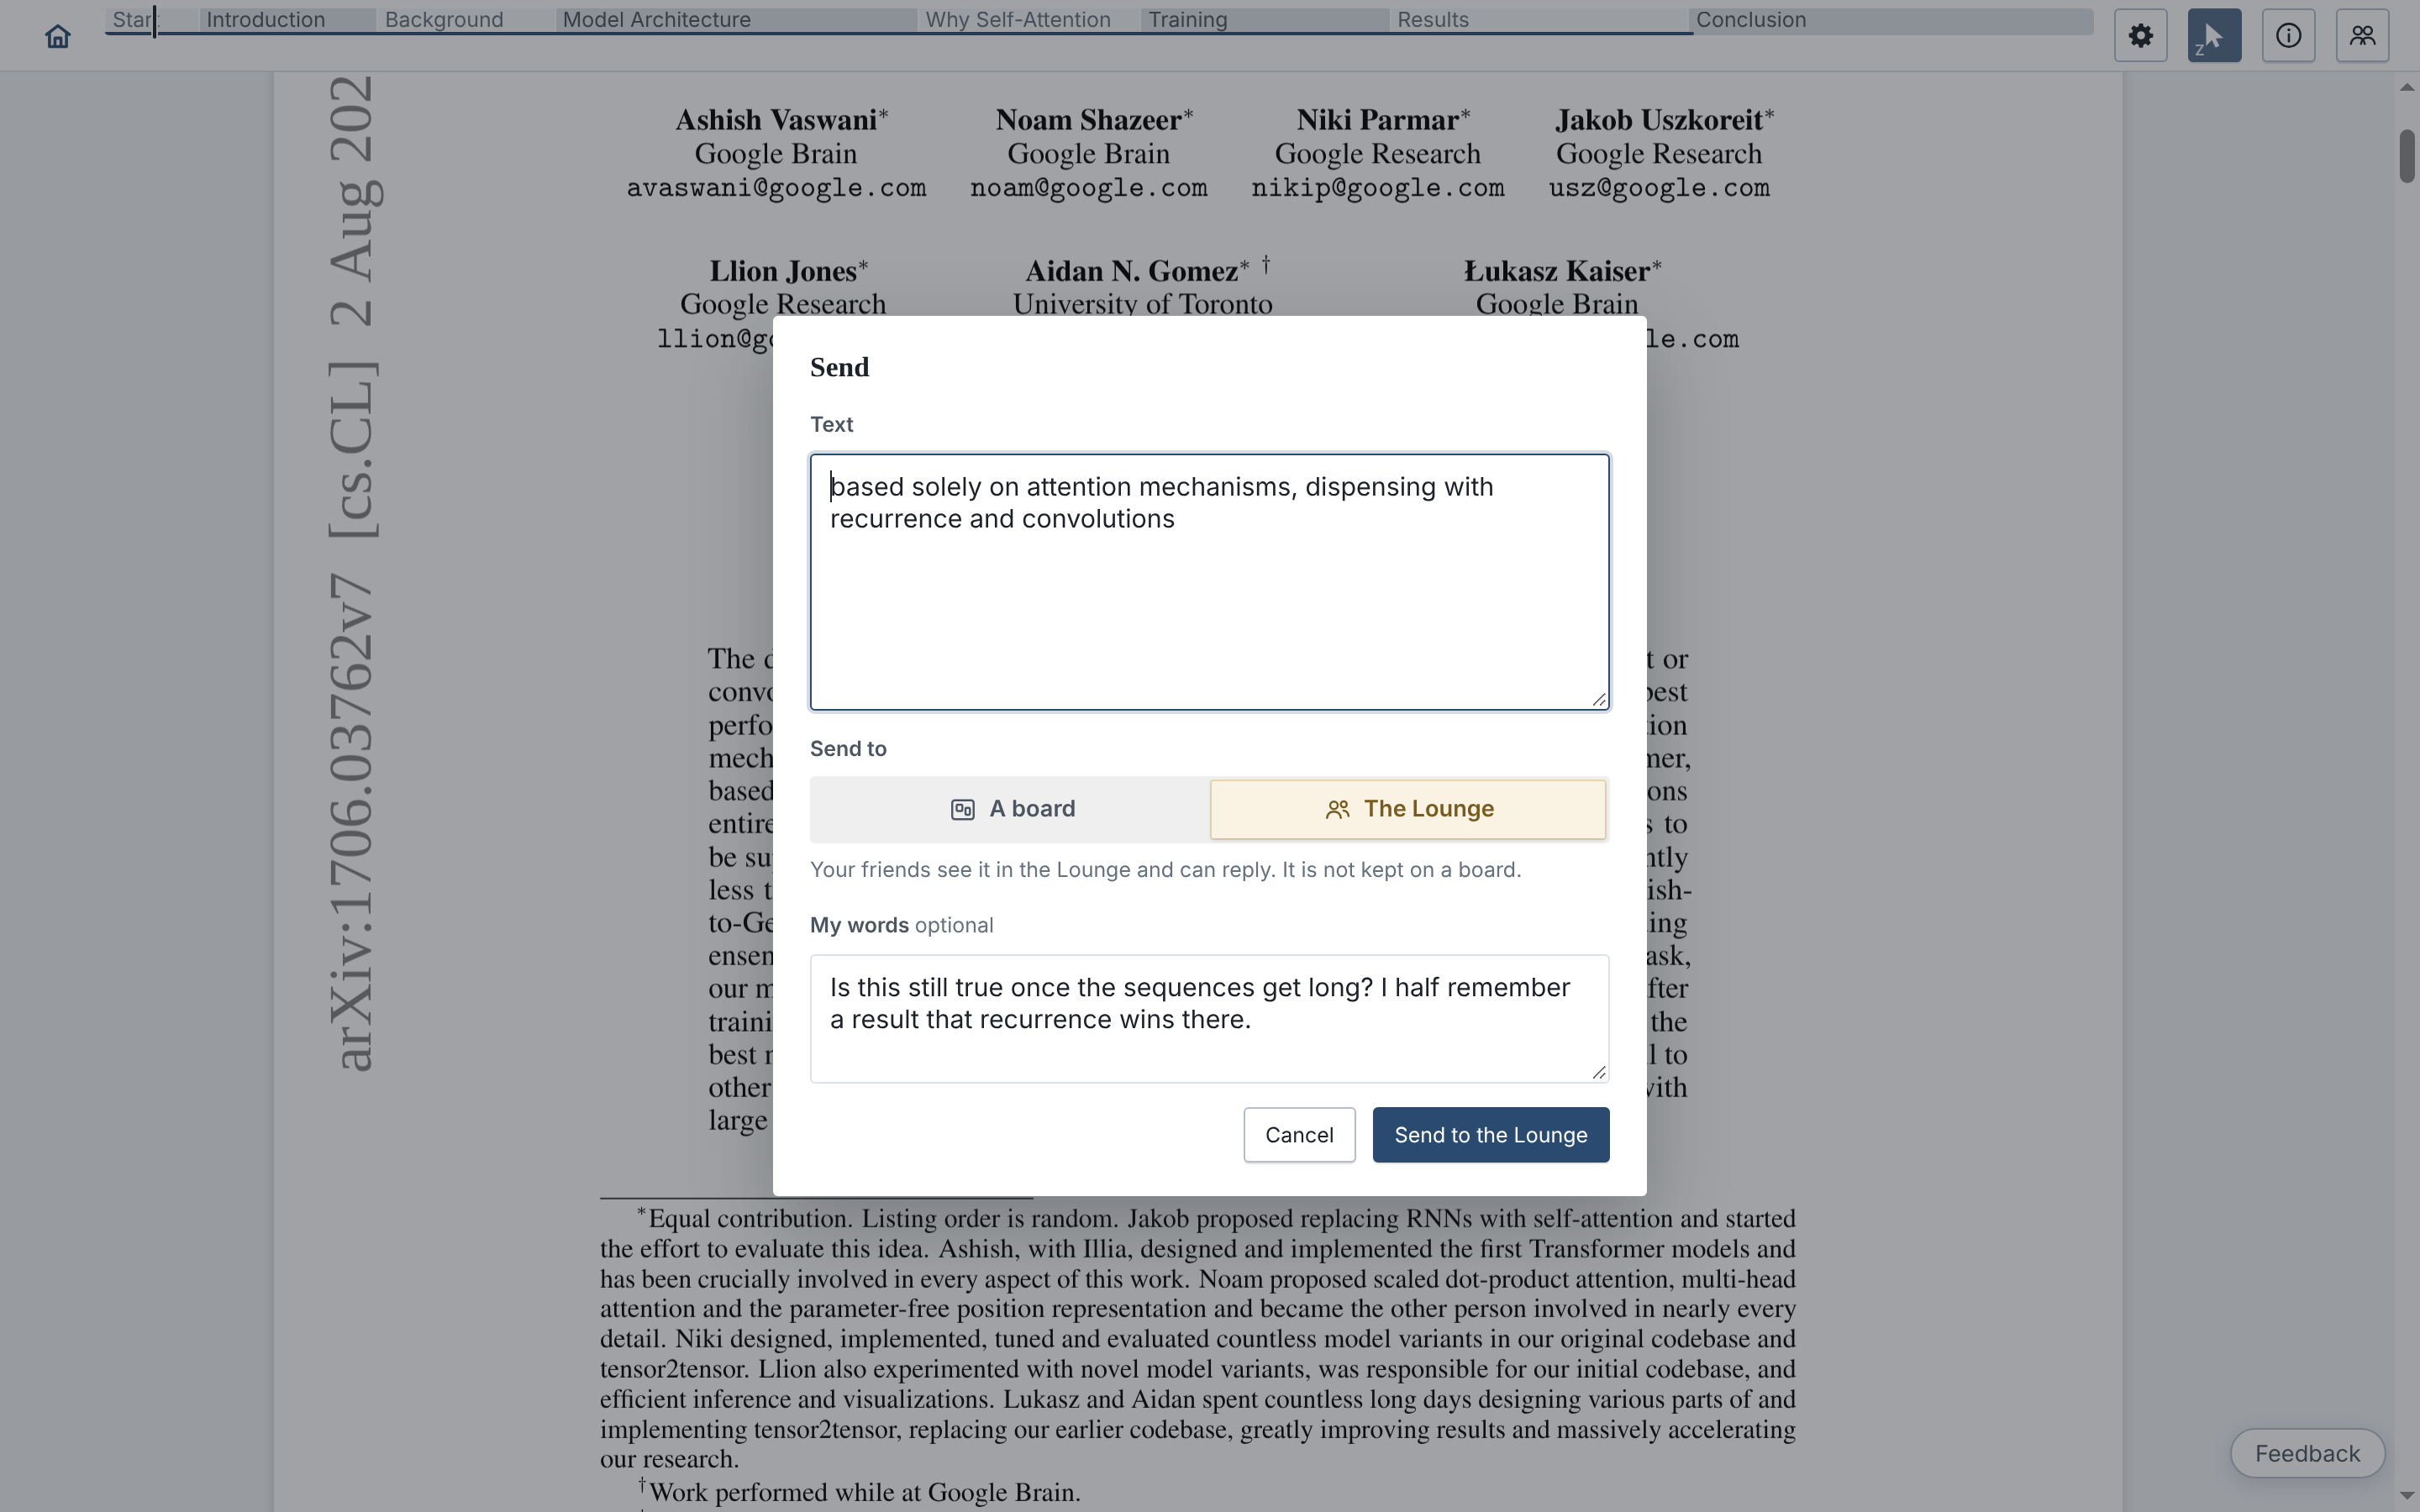 Start
Introduction
Background
Model Architecture
Why Self-Attention
Training
Results
Conclusion
Z
arXiv:1706.03762v7 [cs.CL] 2 Aug 202
Ashish Vaswani* Noam Shazeer* Niki Parmar* Jakob Uszkoreit*
Google Brain Google Brain Google Research Google Research
avaswani@google.com noam@google.com nikip@google.com usz@google.com
Llion Jones* Aidan N. Gomez* † Łukasz Kaiser*
Google Research University of Toronto Google Brain
Send
Text
based solely on attention mechanisms, dispensing with
recurrence and convolutions
Send to
A board
The Lounge
Your friends see it in the Lounge and can reply. It is not kept on a board.
My words optional
Is this still true once the sequences get long? I half remember
a result that recurrence wins there.
Cancel
Send to the Lounge
The
or
best
based
be
less
our
the
best
to
other
large
*Equal contribution. Listing order is random. Jakob proposed replacing RNNs with self-attention and started
the effort to evaluate this idea. Ashish, with Illia, designed and implemented the first Transformer models and
has been crucially involved in every aspect of this work. Noam proposed scaled dot-product attention, multi-head
attention and the parameter-free position representation and became the other person involved in nearly every
detail. Niki designed, implemented, tuned and evaluated countless model variants in our original codebase and
tensor2tensor. Llion also experimented with novel model variants, was responsible for our initial codebase, and
efficient inference and visualizations. Lukasz and Aidan spent countless long days designing various parts of and
implementing tensor2tensor, replacing our earlier codebase, greatly improving results and massively accelerating
our research.
†Work performed while at Google Brain.
Feedback